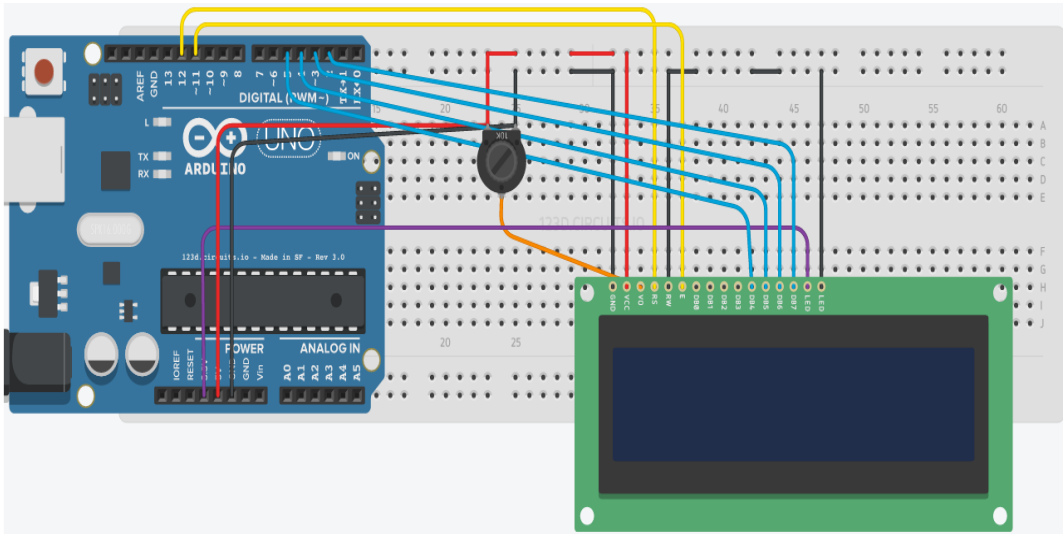 AREF
GND
13
12
~11
~10
~9
8
7
~6
~5
4
~3
2
TX→1
RX←0
DIGITAL (PWM~)
L
TX
RX
ARDUINO
UNO
ON
10K
15
20
25
30
35
40
45
50
55
60
A
B
C
D
E
123D.CIRCUITS.IO
123d.circuits.io - Made in SF - Rev 3.0
F
G
H
I
J
GND
VCC
VO
RS
RW
E
DB0
DB1
DB2
DB3
DB4
DB5
DB6
DB7
LED
LED
POWER
ANALOG IN
IOREF
RESET
GND
Vin
A0
A1
A2
A3
A4
A5
20
25